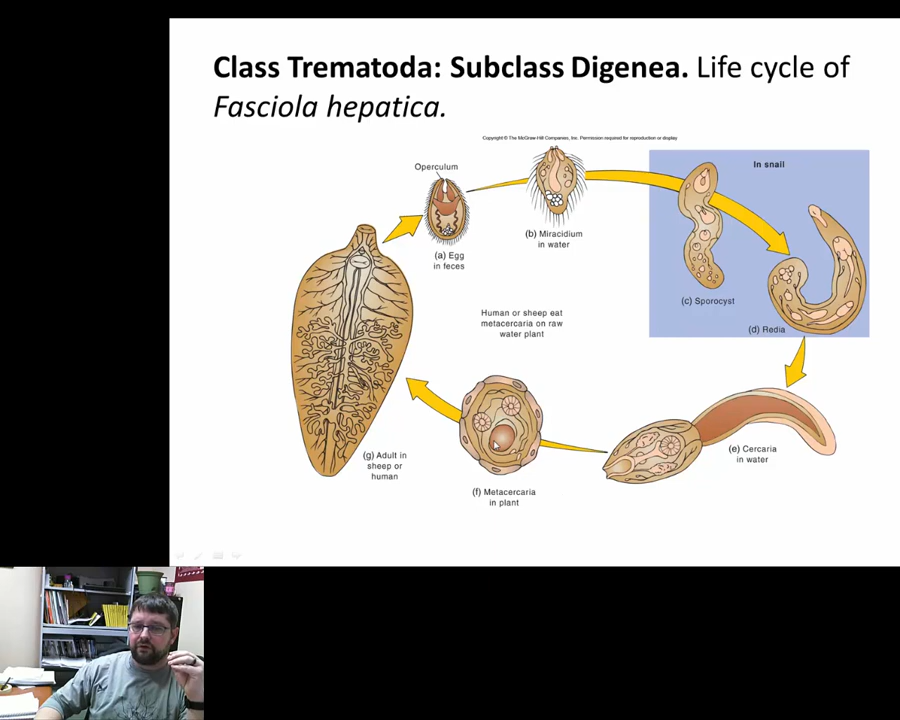 Class Trematoda: Subclass Digenea. Life cycle of
Fasciola hepatica.
Copyright © The McGraw-Hill Companies, Inc. Permission required for reproduction or display
Operculum
In snail
(a) Egg
in feces
(b) Miracidium
in water
(c) Sporocyst
(d) Redia
Human or sheep eat
metacercaria on raw
water plant
(e) Cercaria
in water
(f) Metacercaria
in plant
(g) Adult in
sheep or
human